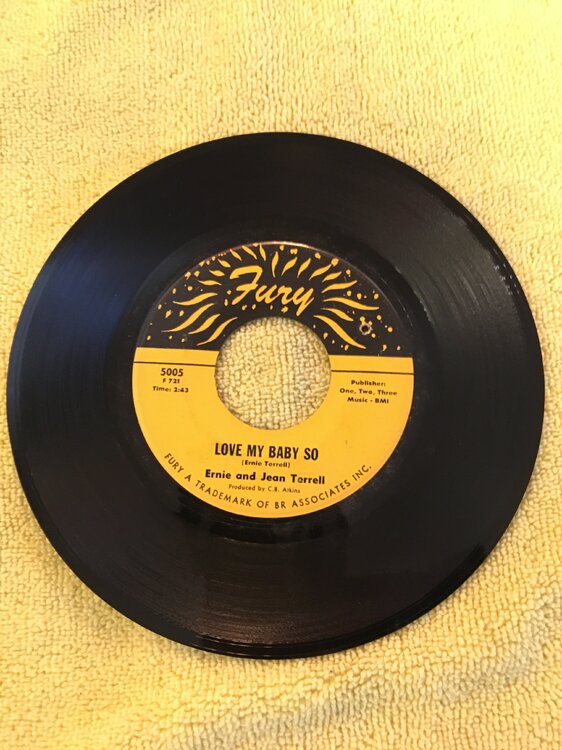 Fury
5005
F 721
Time: 2:43
Publisher:
One, Two, Three
Music - BMI
LOVE MY BABY SO
(Ernie Terrell)
Ernie and Jean Terrell
Produced by C.B. Atkins
FURY A TRADEMARK OF BR ASSOCIATES INC.